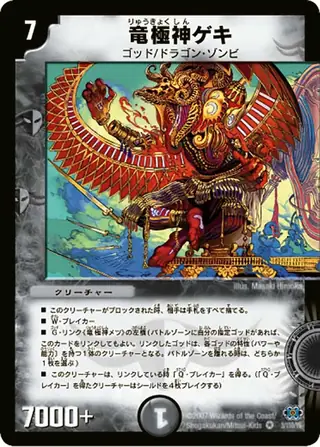 7
りゅうきょくしん
竜極神ゲキ
ゴッド/ドラゴン・ゾンビ
Illus. Masaki Hirooka
クリーチャー
■ このクリーチャーがブロックされた時、相手は手札をすべて捨てる。
■ W・ブレイカー
■ G・リンク《竜極神メツ》の左側(バトルゾーンに自分の指定ゴッドがあれば、
このカードをリンクしてもよい。リンクしたゴッドは、各ゴッドの特性(パワーや
能力)を持つ1体のクリーチャーとなる。バトルゾーンを離れる時は、どちらか
1枚を選ぶ)
■ このクリーチャーは、リンクしている時「Q・ブレイカー」を得る。(「Q・ブレ
イカー」を得たクリーチャーはシールドを4枚ブレイクする)
7000+
1
©2007 Wizards of the Coast/
Shogakukan/Mitsui-Kids